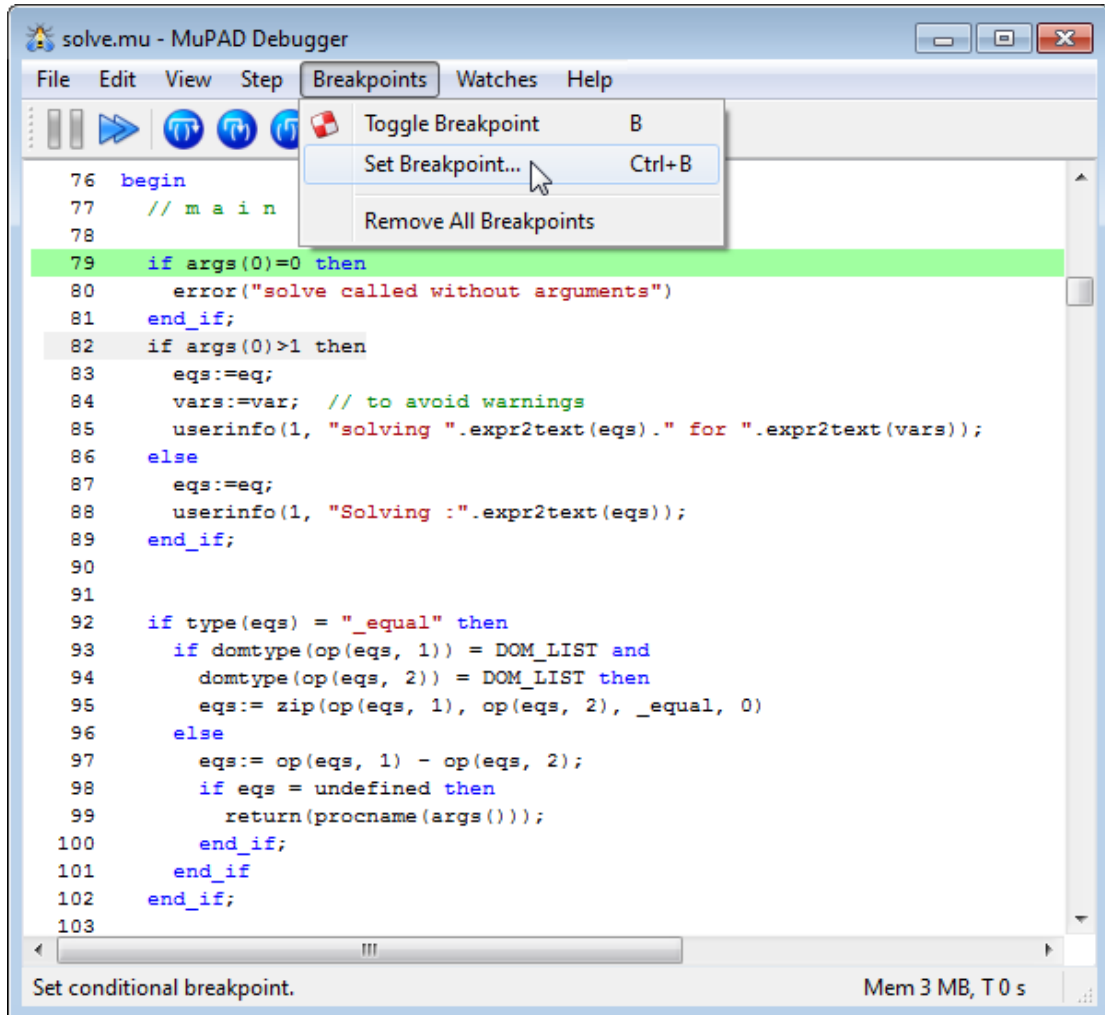 solve.mu - MuPAD Debugger
File Edit View Step Breakpoints Watches Help
Toggle Breakpoint B
Set Breakpoint... Ctrl+B
Remove All Breakpoints
76 begin
77 // m a i n
78
79 if args(0)=0 then
80 error("solve called without arguments")
81 end_if;
82 if args(0)>1 then
83 eqs:=eq;
84 vars:=var; // to avoid warnings
85 userinfo(1, "solving ".expr2text(eqs)." for ".expr2text(vars));
86 else
87 eqs:=eq;
88 userinfo(1, "Solving :".expr2text(eqs));
89 end_if;
90
91
92 if type(eqs) = "_equal" then
93 if domtype(op(eqs, 1)) = DOM_LIST and
94 domtype(op(eqs, 2)) = DOM_LIST then
95 eqs:= zip(op(eqs, 1), op(eqs, 2), _equal, 0)
96 else
97 eqs:= op(eqs, 1) - op(eqs, 2);
98 if eqs = undefined then
99 return(procname(args()));
100 end_if;
101 end_if
102 end_if;
103
Set conditional breakpoint. Mem 3 MB, T 0 s